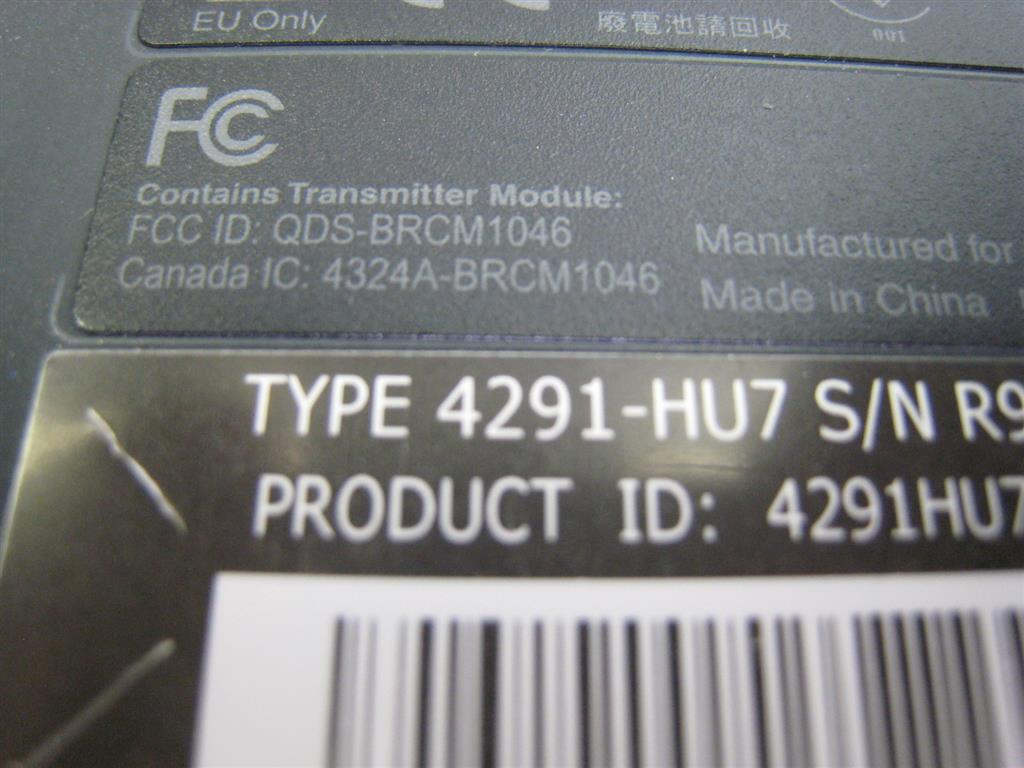 EU Only
廢電池請回收
001
FC
Contains Transmitter Module:
FCC ID: QDS-BRCM1046
Canada IC: 4324A-BRCM1046
Manufactured for
Made in China
TYPE 4291-HU7 S/N R9
PRODUCT ID: 4291HU7